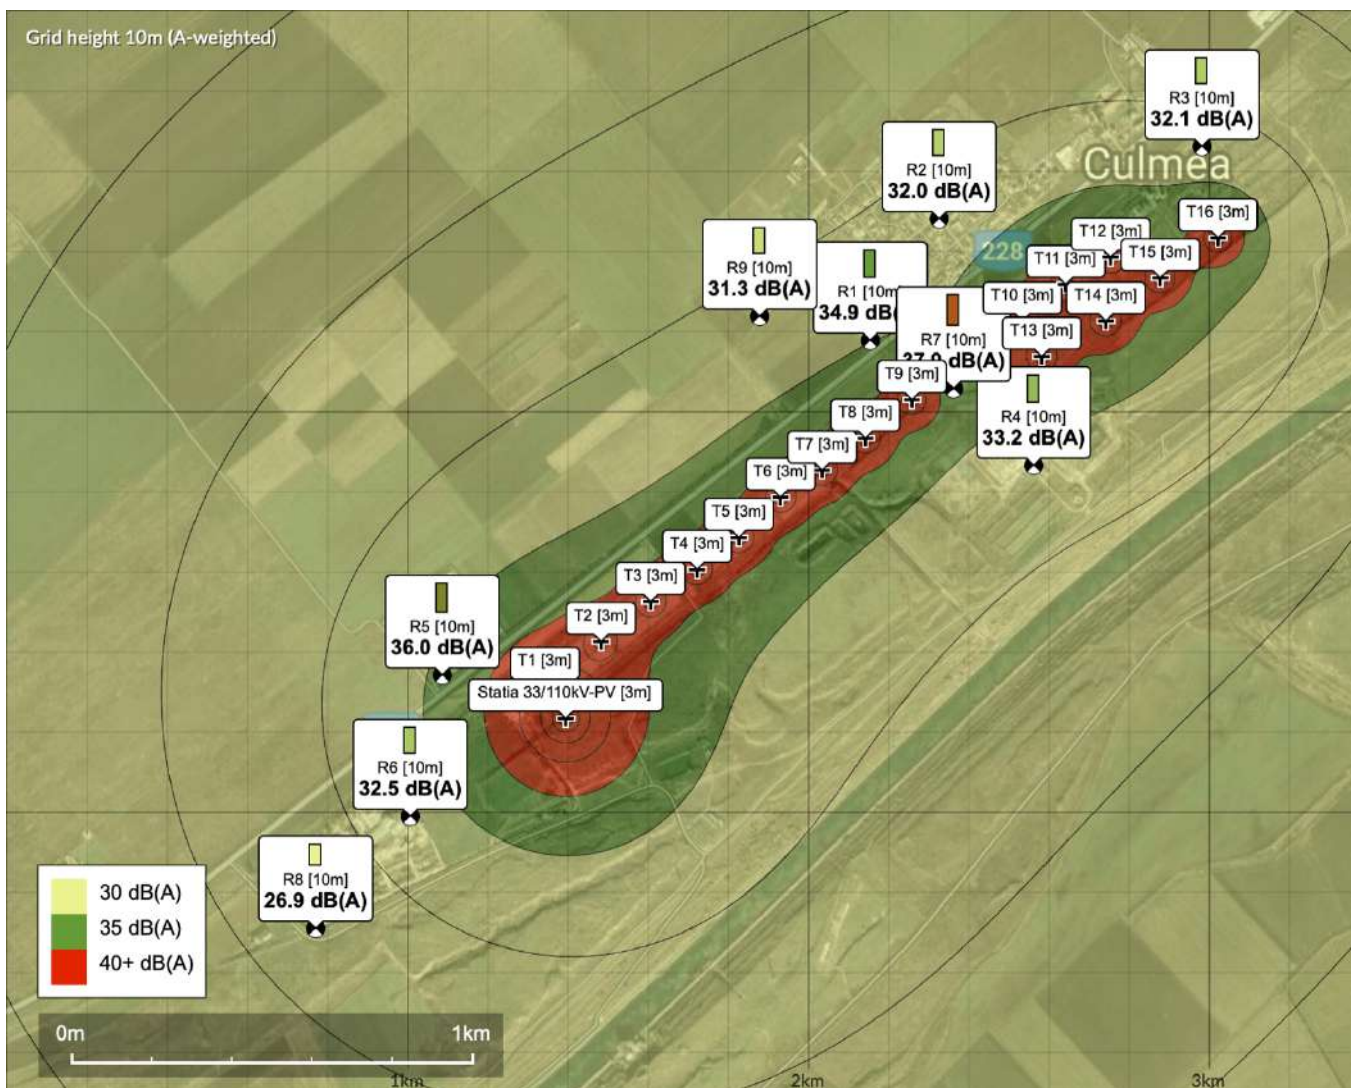 Grid height 10m (A-weighted)
R3 [10m]
32.1 dB(A)
R2 [10m]
32.0 dB(A)
Culmea
T16 [3m]
R9 [10m]
31.3 dB(A)
R1 [10m
34.9 dB(
228
T12 [3m]
T11 [3m]
T15 [3m]
T10 [3m]
T14 [3m]
R7 [10m]
dB(A)
T13 [3m]
T9 [3m]
R4 [10m]
33.2 dB(A)
T8 [3m]
T7 [3m]
T6 [3m]
T5 [3m]
T4 [3m]
T3 [3m]
R5 [10m]
36.0 dB(A)
T2 [3m]
T1 [3m]
Statia 33/110kV-PV [3m]
R6 [10m]
32.5 dB(A)
R8 [10m]
26.9 dB(A)
30 dB(A)
35 dB(A)
40+ dB(A)
0m
1km
1km
2km
3km